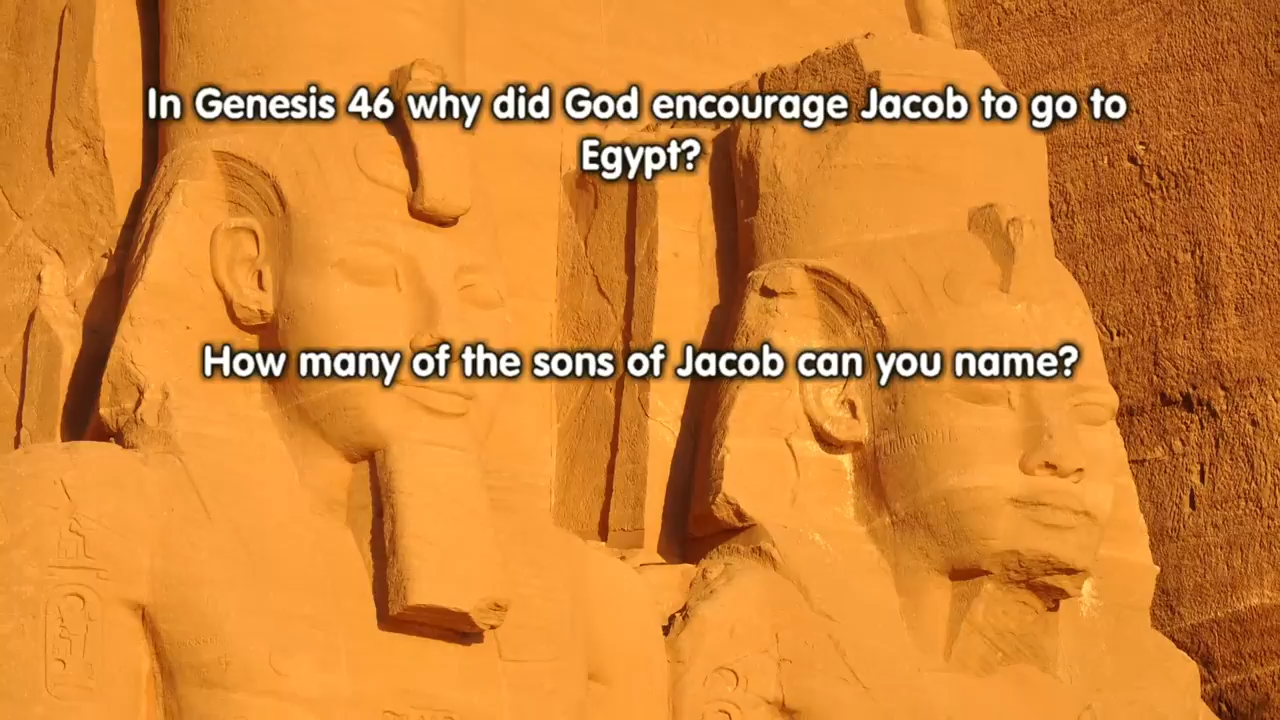 In Genesis 46 why did God encourage Jacob to go to
Egypt?
How many of the sons of Jacob can you name?